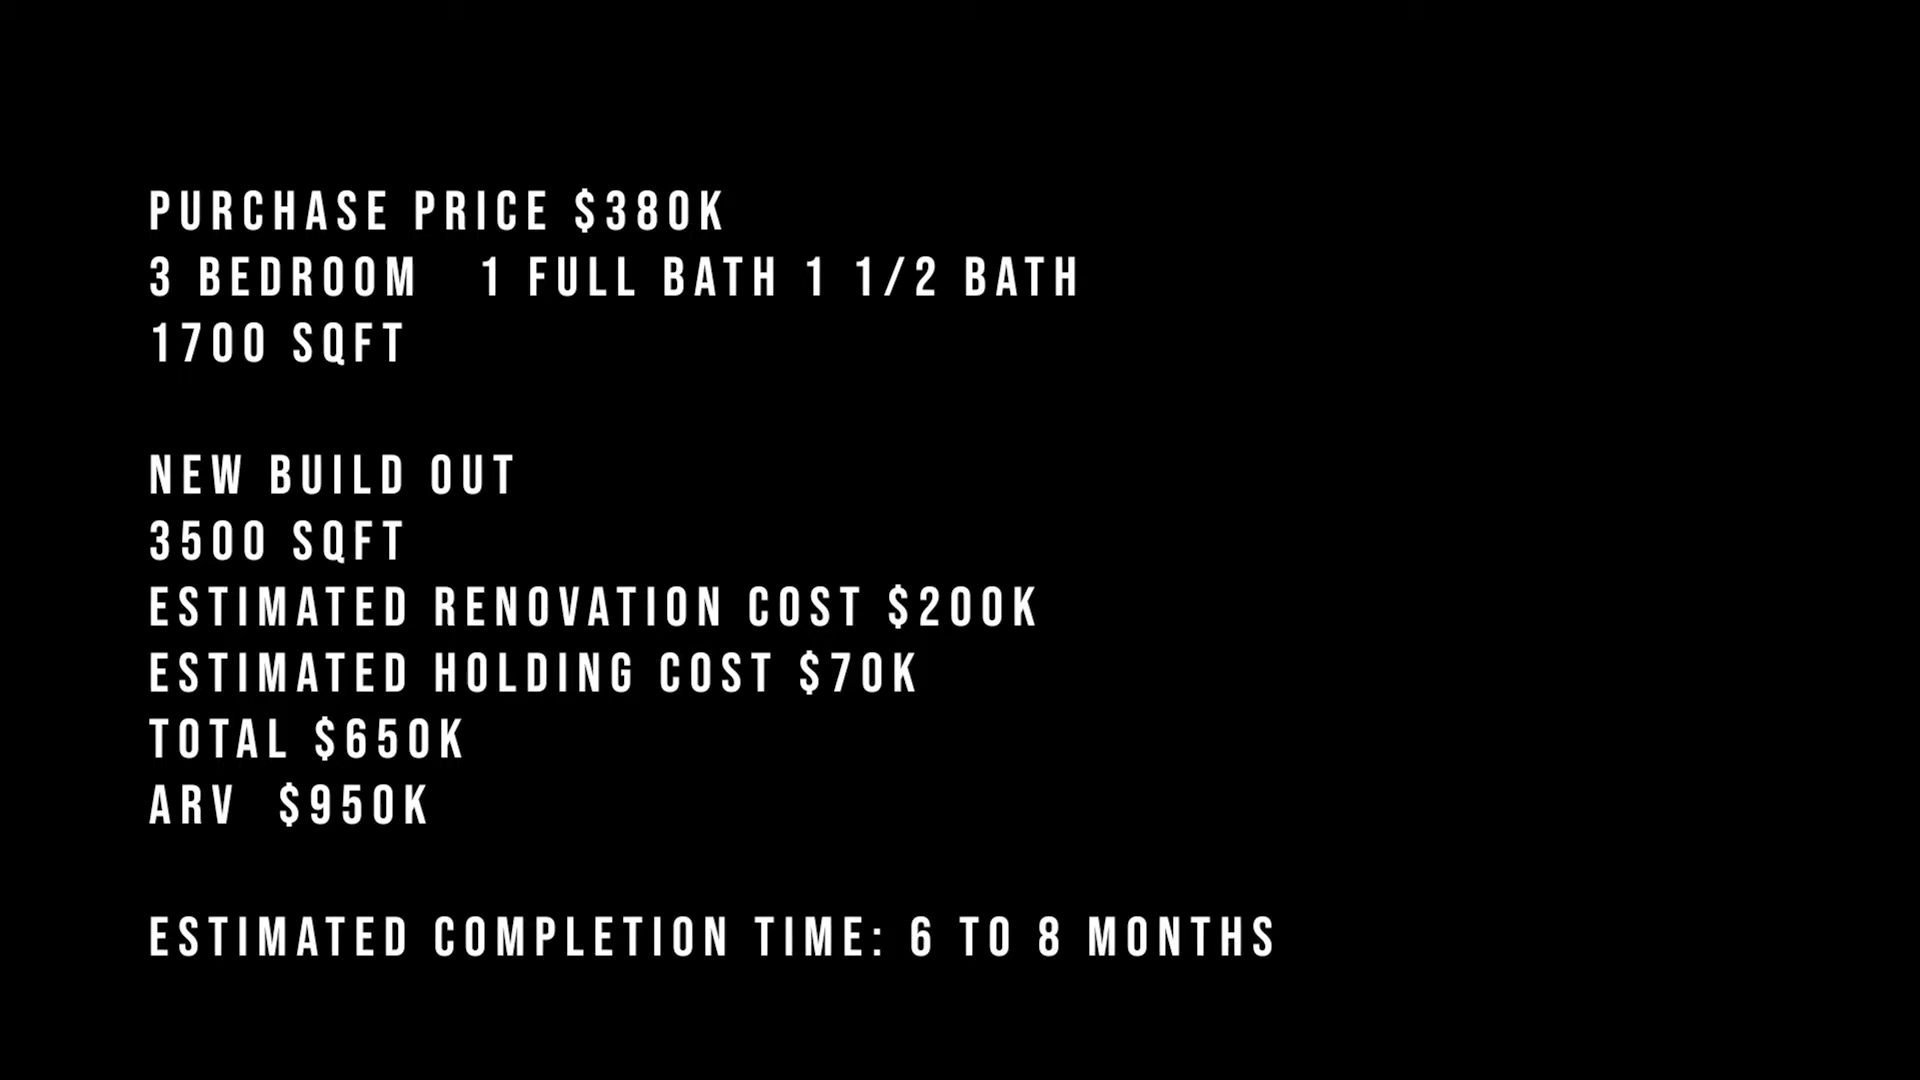 PURCHASE PRICE $380K
3 BEDROOM 1 FULL BATH 1 1/2 BATH
1700 SQFT
NEW BUILD OUT
3500 SQFT
ESTIMATED RENOVATION COST $200K
ESTIMATED HOLDING COST $70K
TOTAL $650K
ARV $950K
ESTIMATED COMPLETION TIME: 6 TO 8 MONTHS